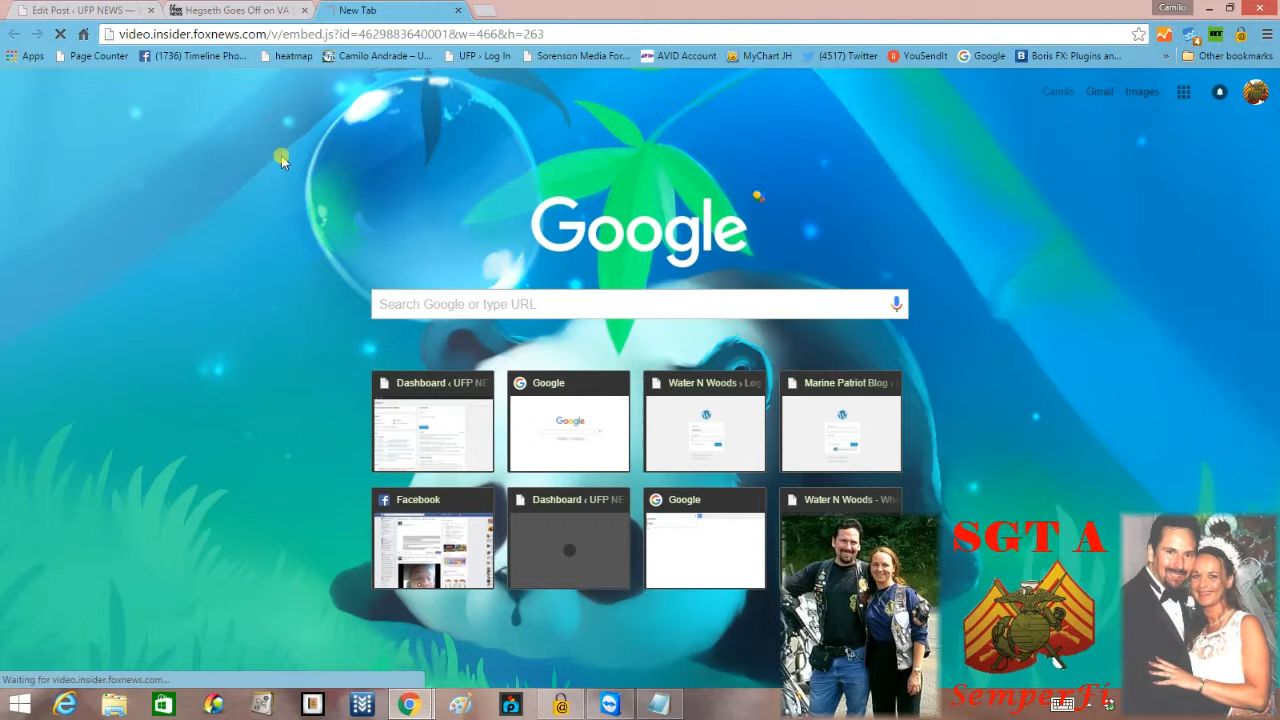 Edit Post ‹ UFP NEWS —
Hegseth Goes Off on VA
New Tab
Camilo
video.insider.foxnews.com/v/embed.js?id=4629883640001&w=466&h=263
Apps
Page Counter
(1736) Timeline Pho...
heatmap
Camilo Andrade – U...
UFP › Log In
Sorenson Media For...
AVID Account
MyChart JH
(4517) Twitter
YouSendIt
Google
Boris FX: Plugins an...
»
Other bookmarks
Camilo
Gmail
Images
Google
Search Google or type URL
Dashboard ‹ UFP NE
Google
Water N Woods › Log
Marine Patriot Blog ›
Google
Facebook
Dashboard ‹ UFP NE
Google
Water N Woods - Wh
SGT A
SemperFi
Waiting for video.insider.foxnews.com...